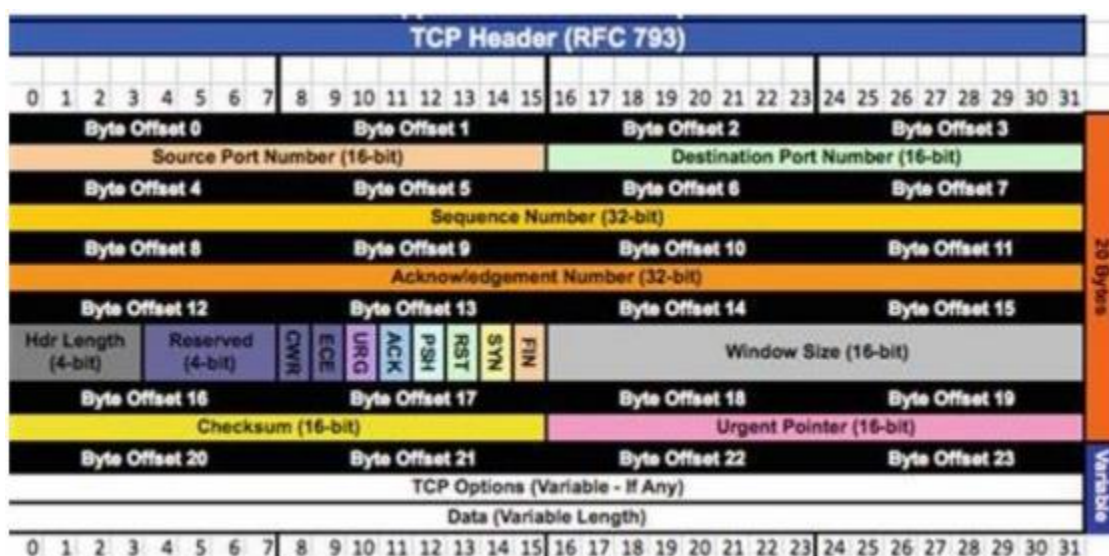 TCP Header (RFC 793)
0 1 2 3 4 5 6 7 8 9 10 11 12 13 14 15 16 17 18 19 20 21 22 23 24 25 26 27 28 29 30 31
Byte Offset 0 Byte Offset 1 Byte Offset 2 Byte Offset 3
Source Port Number (16-bit) Destination Port Number (16-bit)
Byte Offset 4 Byte Offset 5 Byte Offset 6 Byte Offset 7
Sequence Number (32-bit)
Byte Offset 8 Byte Offset 9 Byte Offset 10 Byte Offset 11
Acknowledgement Number (32-bit)
Byte Offset 12 Byte Offset 13 Byte Offset 14 Byte Offset 15
Hdr Length (4-bit) Reserved (4-bit) CWR ECE URG ACK PSH RST SYN FIN Window Size (16-bit)
Byte Offset 16 Byte Offset 17 Byte Offset 18 Byte Offset 19
Checksum (16-bit) Urgent Pointer (16-bit)
20 Bytes
Byte Offset 20 Byte Offset 21 Byte Offset 22 Byte Offset 23
TCP Options (Variable - If Any)
Data (Variable Length)
Variable
0 1 2 3 4 5 6 7 8 9 10 11 12 13 14 15 16 17 18 19 20 21 22 23 24 25 26 27 28 29 30 31